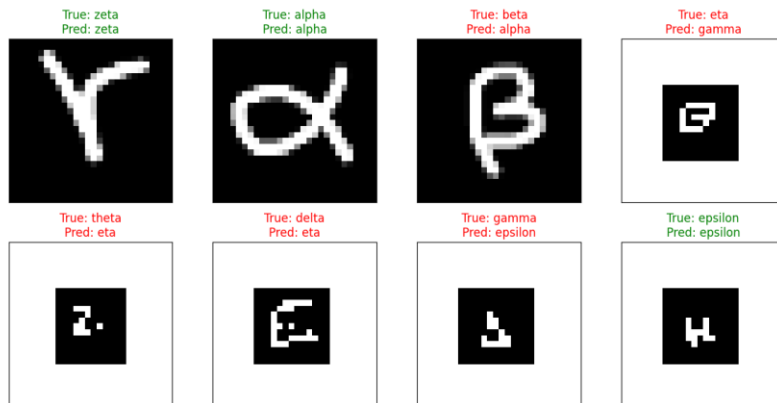 True: zeta
Pred: zeta
True: alpha
Pred: alpha
True: beta
Pred: alpha
True: eta
Pred: gamma
α
β
True: theta
Pred: eta
True: delta
Pred: eta
True: gamma
Pred: epsilon
True: epsilon
Pred: epsilon